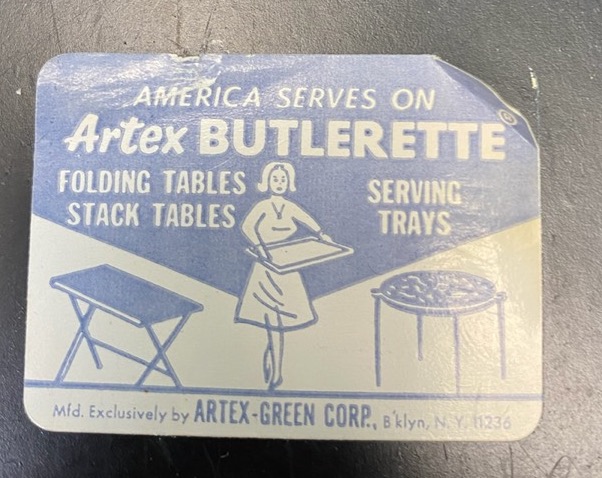 AMERICA SERVES ON
Artex BUTLERETTE®
FOLDING TABLES
STACK TABLES
SERVING
TRAYS
Mfd. Exclusively by ARTEX-GREEN CORP., B'klyn, N. Y. 11236